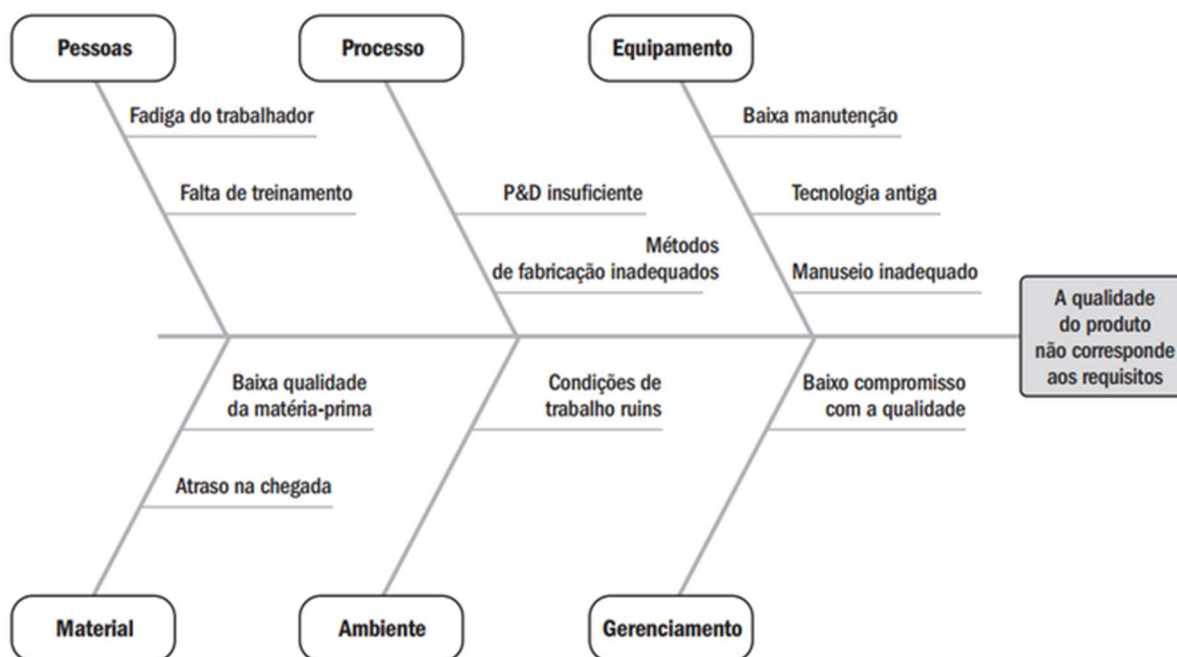 Pessoas
Processo
Equipamento
Fadiga do trabalhador
Baixa manutenção
Falta de treinamento
P&D insuficiente
Tecnologia antiga
Métodos
de fabricação inadequados
Manuseio inadequado
A qualidade
do produto
não corresponde
aos requisitos
Baixa qualidade
da matéria-prima
Condições de
trabalho ruins
Baixo compromisso
com a qualidade
Atraso na chegada
Material
Ambiente
Gerenciamento